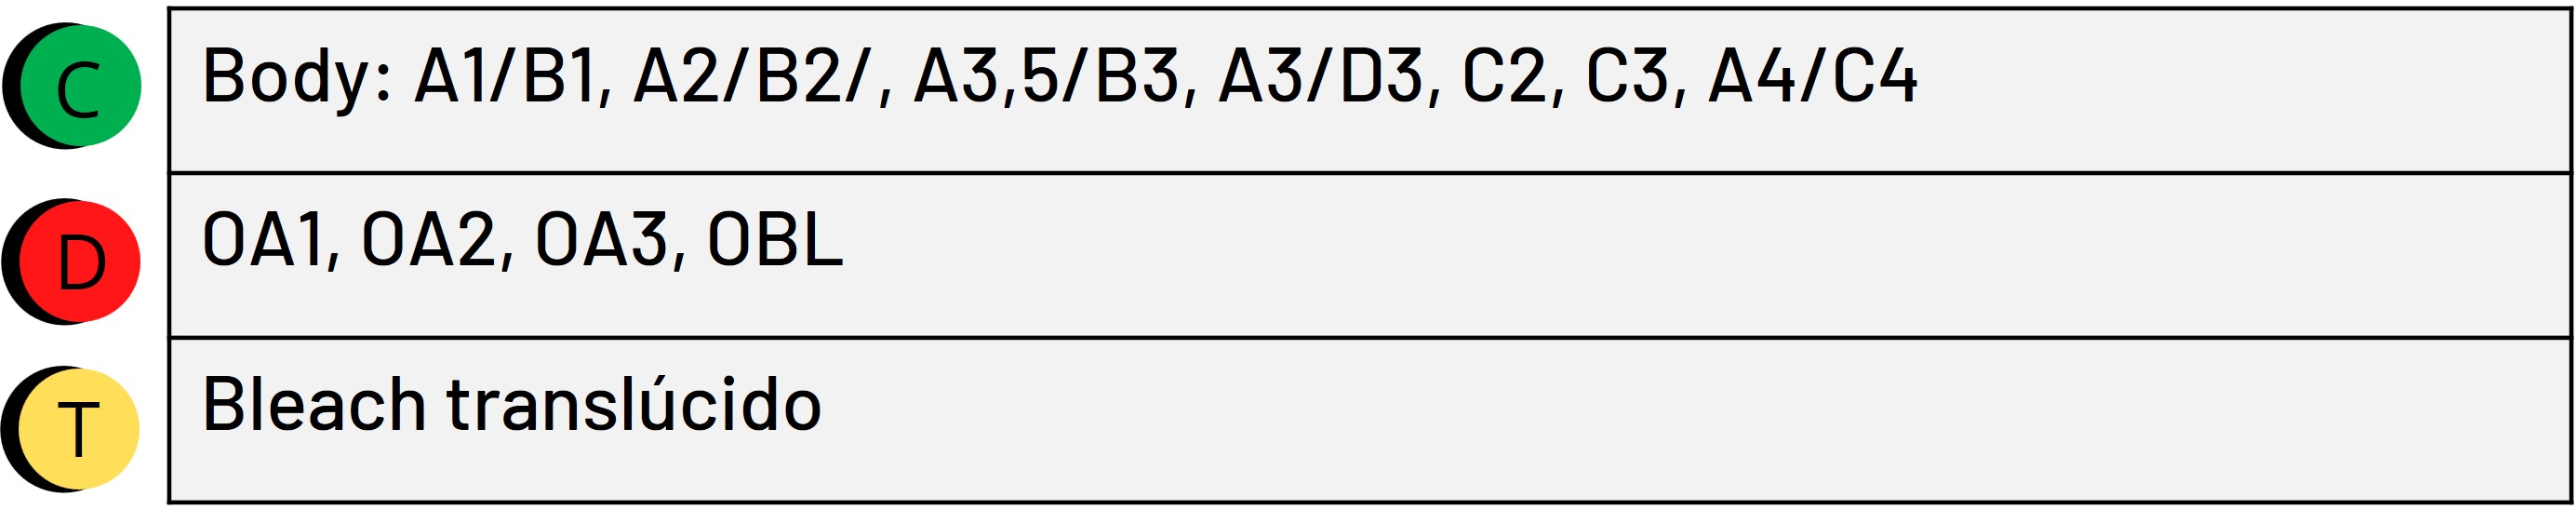 C
Body: A1/B1, A2/B2/, A3,5/B3, A3/D3, C2, C3, A4/C4
D
OA1, OA2, OA3, OBL
T
Bleach translúcido